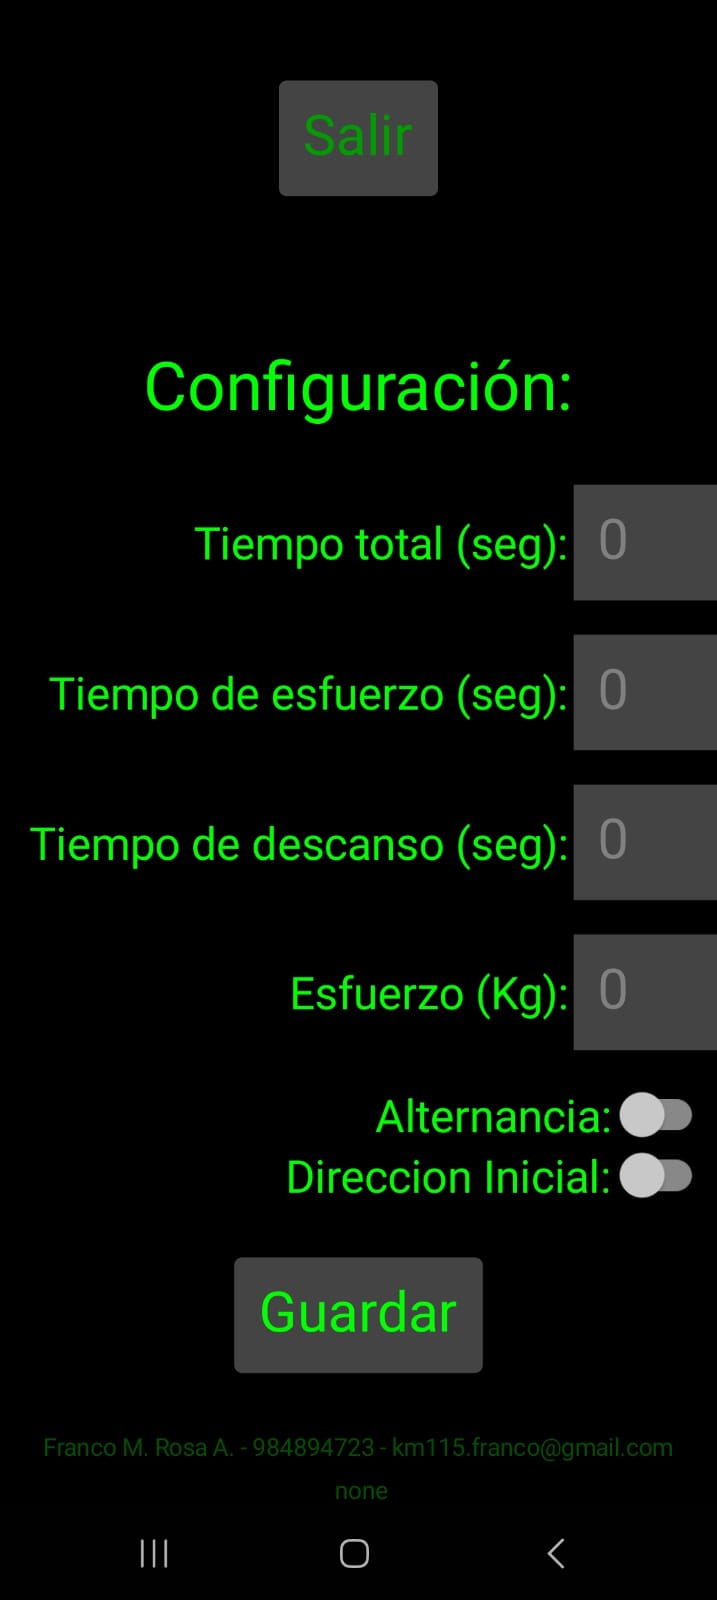 Salir
Configuración:
Tiempo total (seg): 0
Tiempo de esfuerzo (seg): 0
Tiempo de descanso (seg): 0
Esfuerzo (Kg): 0
Alternancia:
Direccion Inicial:
Guardar
Franco M. Rosa A. - 984894723 - km115.franco@gmail.com
none